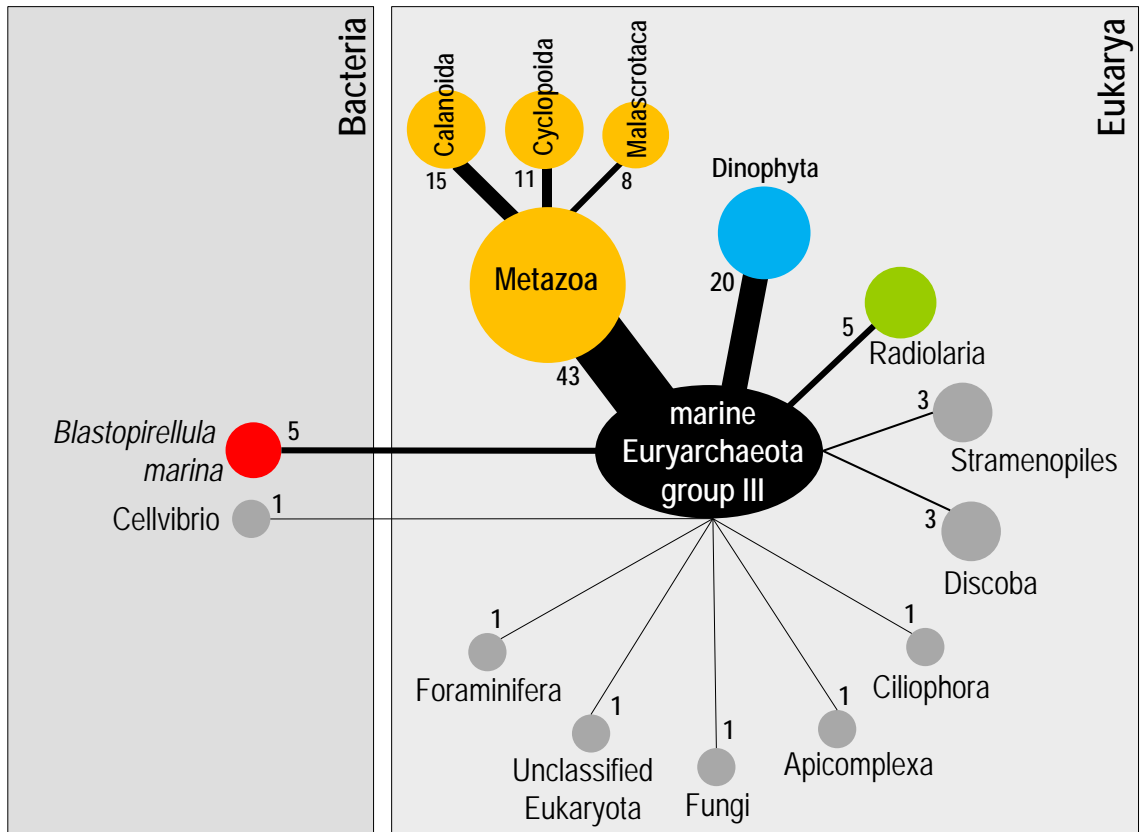 Bacteria
Eukarya
Calanoida
Cyclopoida
Malascrotaca
15
11
8
Dinophyta
Metazoa
20
43
5
Radiolaria
marine
Euryarchaeota
group III
3
Stramenopiles
3
Discoba
Blastopirellula
marina
5
Cellvibrio
1
1
Foraminifera
1
Unclassified
Eukaryota
1
Fungi
1
Apicomplexa
1
Ciliophora